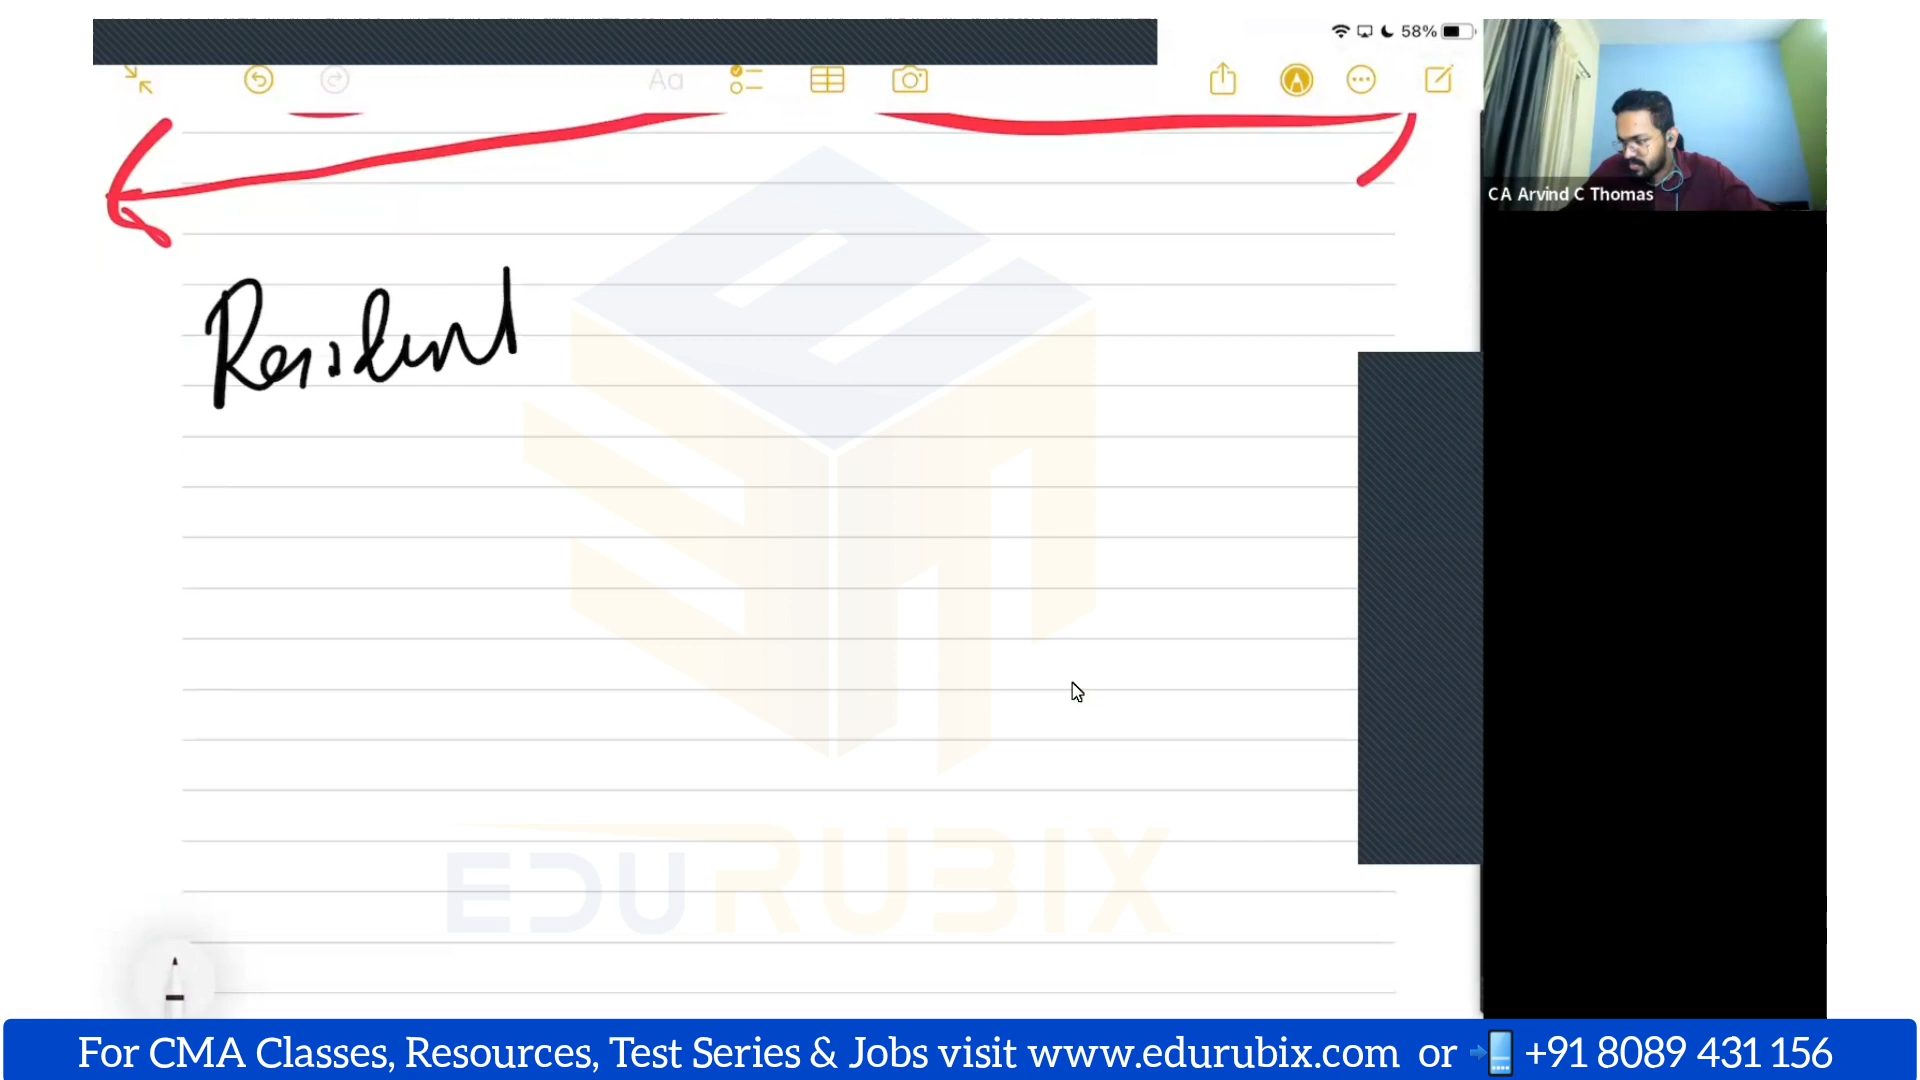 58%
Aa
CA Arvind C Thomas
Resident
EDURUBIX
For CMA Classes, Resources, Test Series & Jobs visit www.edurubix.com or +91 8089 431 156